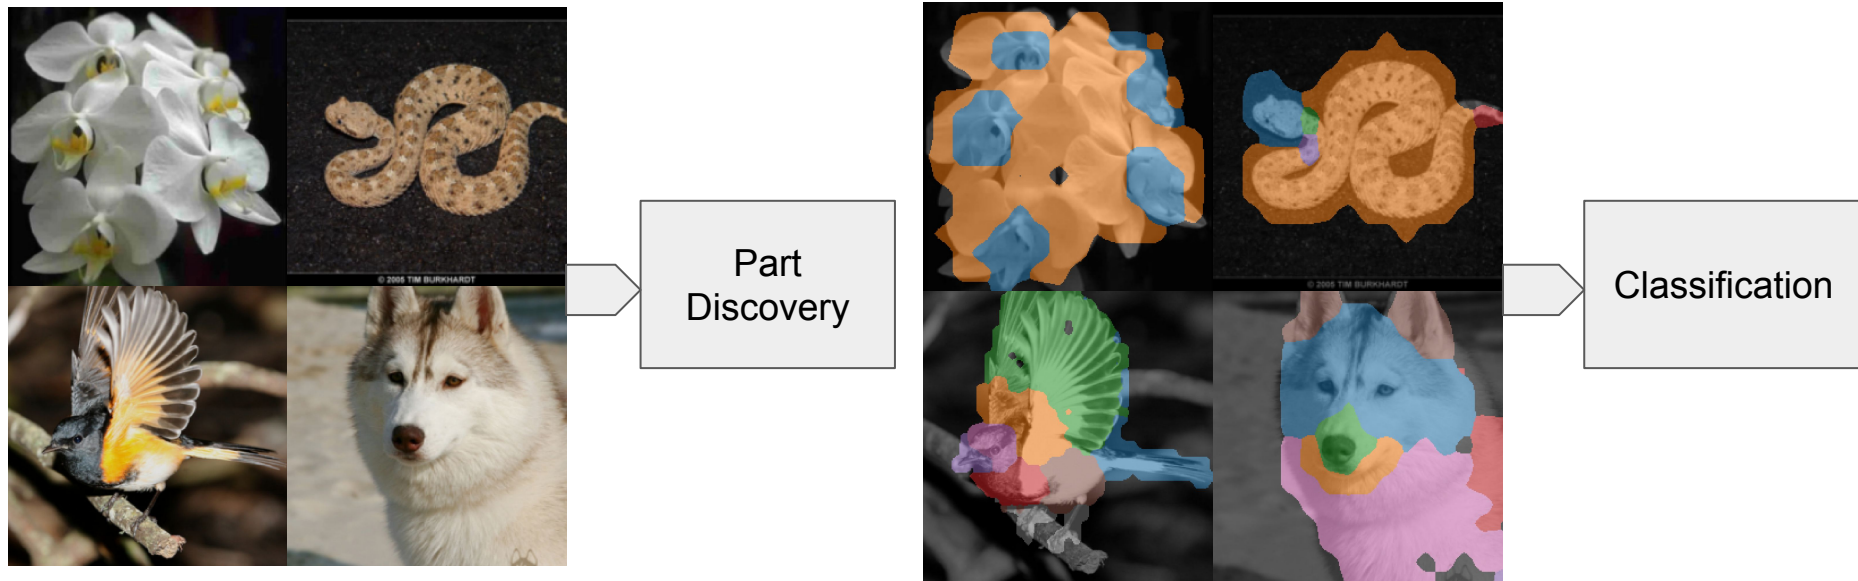 © 2005 TIM BURKHARDT
Part
Discovery
© 2005 TIM BURKHARDT
Classification